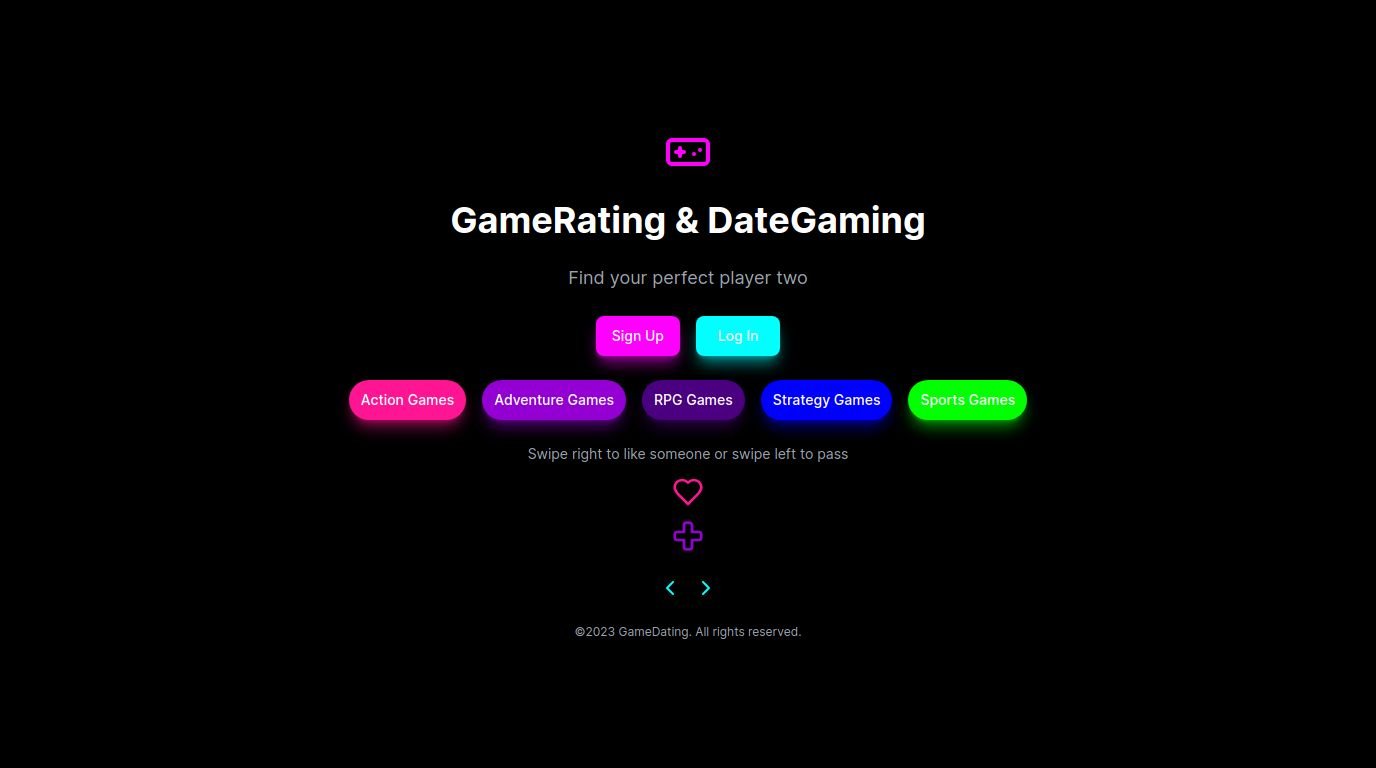 GameRating & DateGaming
Find your perfect player two
Sign Up Log In
Action Games Adventure Games RPG Games Strategy Games Sports Games
Swipe right to like someone or swipe left to pass
©2023 GameDating. All rights reserved.